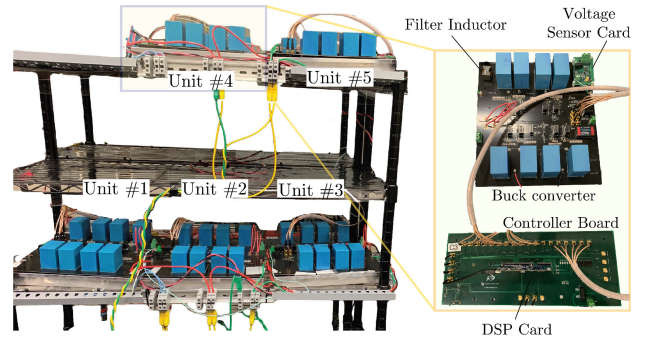 Unit #4
Unit #5
Unit #1
Unit #2
Unit #3
Filter Inductor
Voltage
Sensor Card
Buck converter
Controller Board
C3
DSP Card